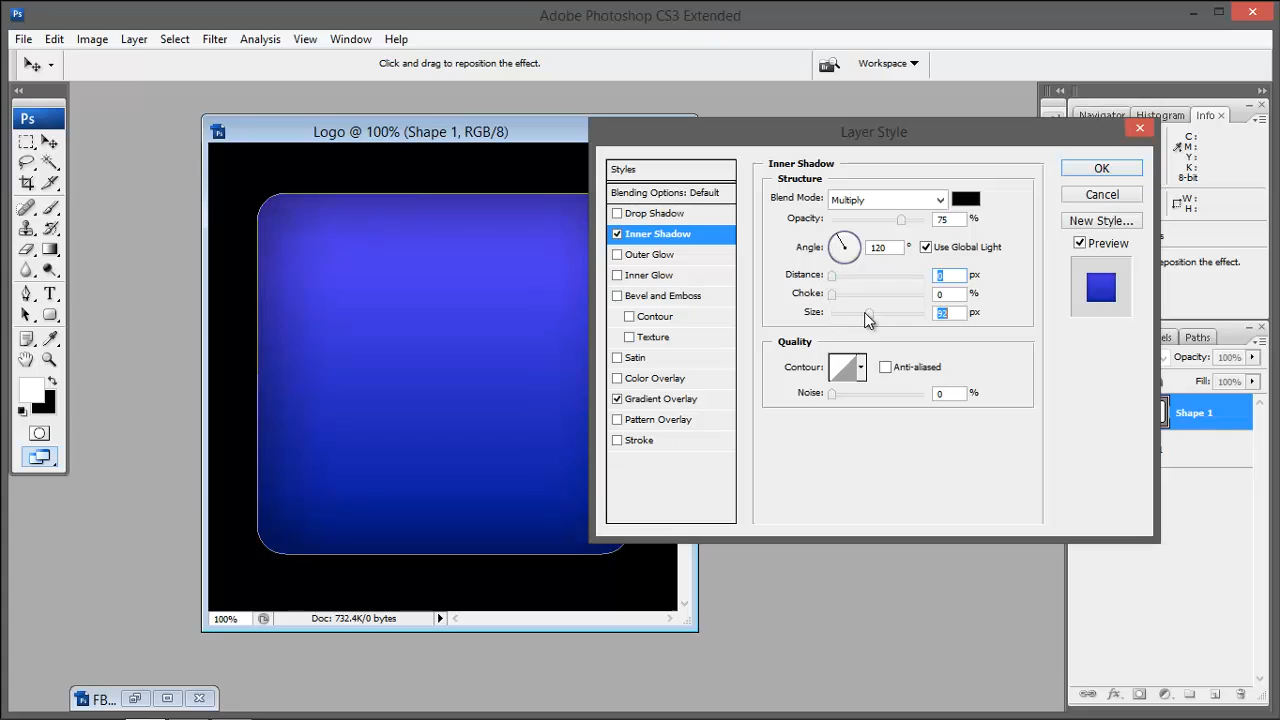 Adobe Photoshop CS3 Extended
File Edit Image Layer Select Filter Analysis View Window Help
Click and drag to reposition the effect.
Workspace
Ps
Logo @ 100% (Shape 1, RGB/8)
100%
Doc: 732.4K/0 bytes
FB...
Layer Style
Styles
Blending Options: Default
Drop Shadow
Inner Shadow
Outer Glow
Inner Glow
Bevel and Emboss
Contour
Texture
Satin
Color Overlay
Gradient Overlay
Pattern Overlay
Stroke
Inner Shadow
Structure
Blend Mode: Multiply
Opacity: 75 %
Angle: 120 ° Use Global Light
Distance: 0 px
Choke: 0 %
Size: 92 px
Quality
Contour: Anti-aliased
Noise: 0 %
OK
Cancel
New Style...
Preview
Navigator Histogram Info ×
C:
M:
Y:
K:
8-bit
W:
H:
reposition the effect.
els Paths
Opacity: 100%
Fill: 100%
Shape 1